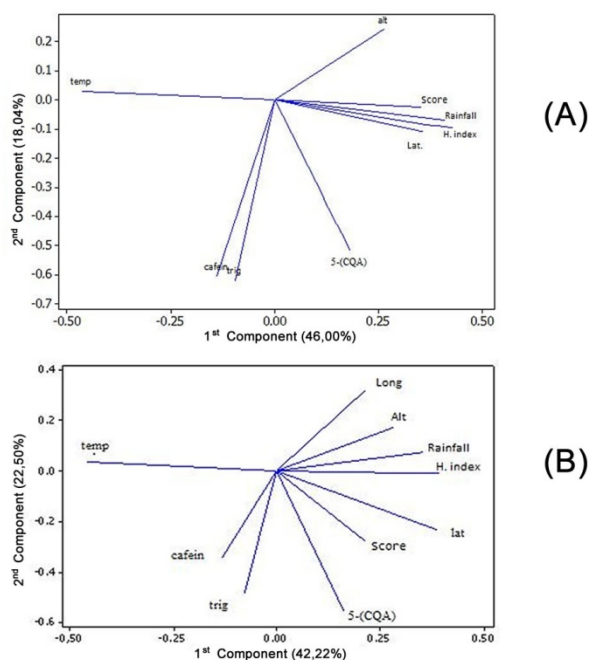 alt
0.2
0.1
temp
0.0
Score
Rainfall
-0.1
H. index
Lat.
-0.2
-0.3
-0.4
-0.5
5-(CQA)
-0.6
cafein
trig
-0.7
-0.50
-0.25
0.00
0.25
0.50
1st Component (46,00%)
2nd Component (18,04%)
(A)
0.4
Long
0.2
Alt
temp
Rainfall
0.0
H. index
-0.2
lat
Score
cafein
-0.4
trig
5-(CQA)
-0.6
-0,50
-0.25
0.00
0.25
0.50
1st Component (42,22%)
2nd Component (22,50%)
(B)